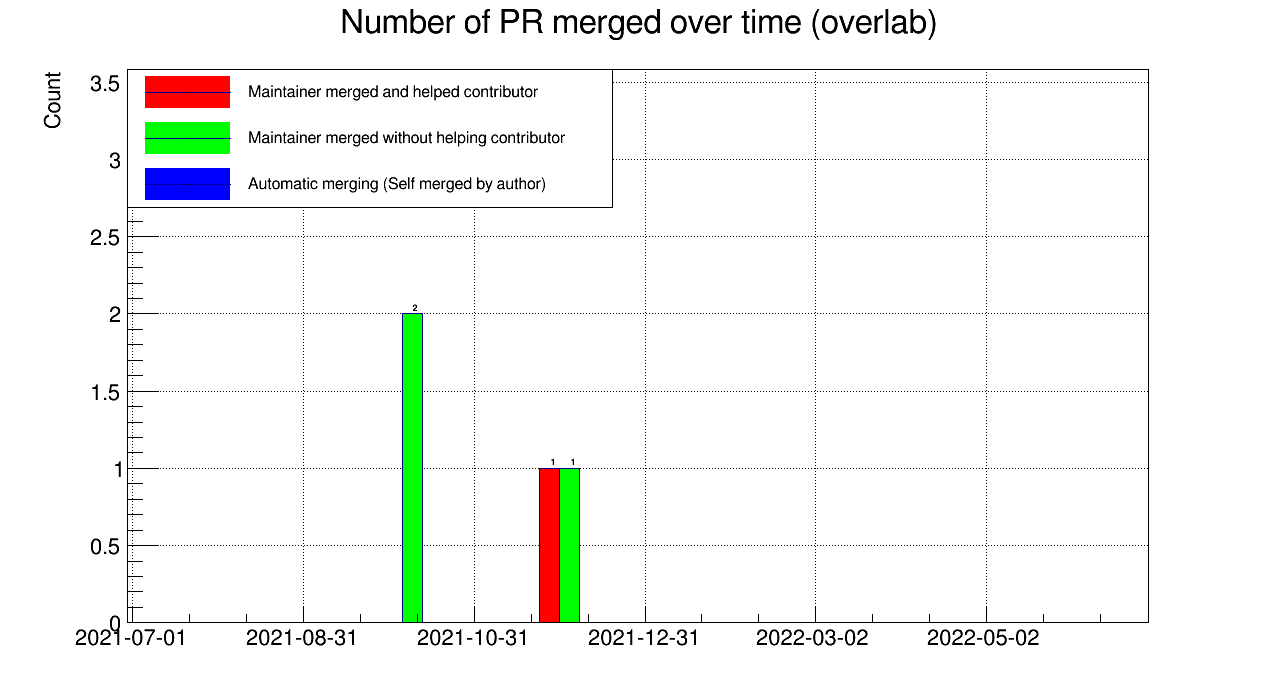 Number of PR merged over time (overlab)
Count
Maintainer merged and helped contributor
Maintainer merged without helping contributor
Automatic merging (Self merged by author)
3.5
3
2.5
2
1.5
1
0.5
0
2
1 1
2021-07-01 2021-08-31 2021-10-31 2021-12-31 2022-03-02 2022-05-02